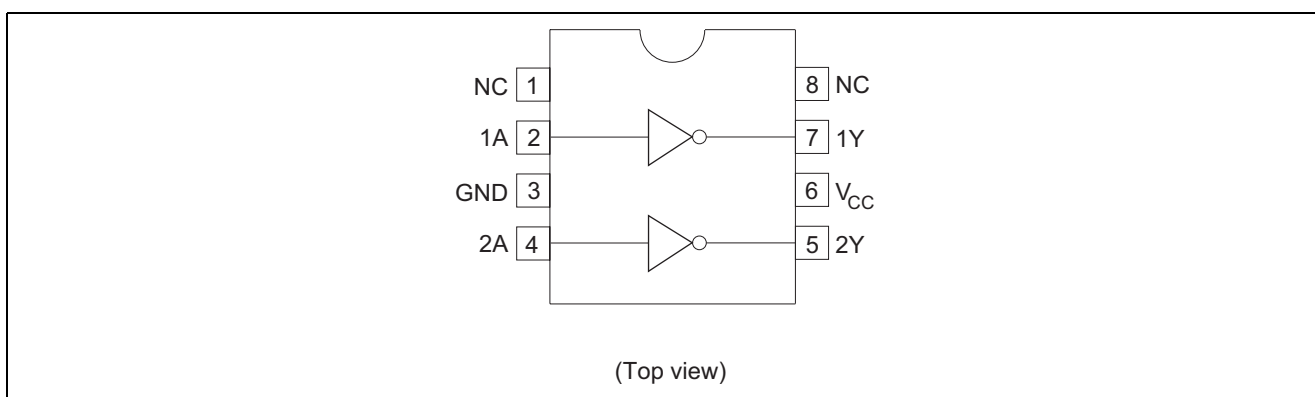 NC 1 8 NC
1A 2 7 1Y
GND 3 6 VCC
2A 4 5 2Y
(Top view)